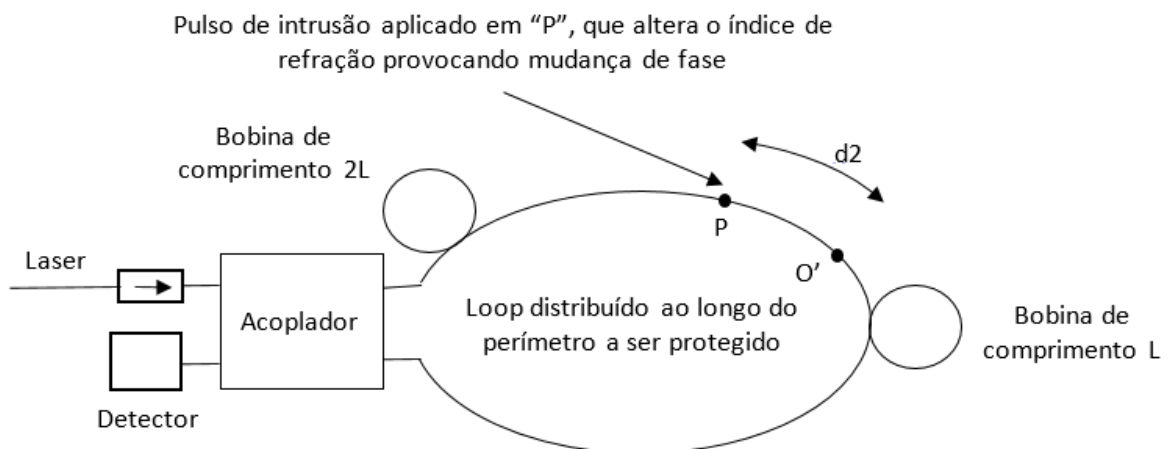 Pulso de intrusão aplicado em “P”, que altera o índice de
refração provocando mudança de fase
Bobina de
comprimento 2L
d2
P
O’
Laser
Acoplador
Loop distribuído ao longo do
perímetro a ser protegido
Bobina de
comprimento L
Detector